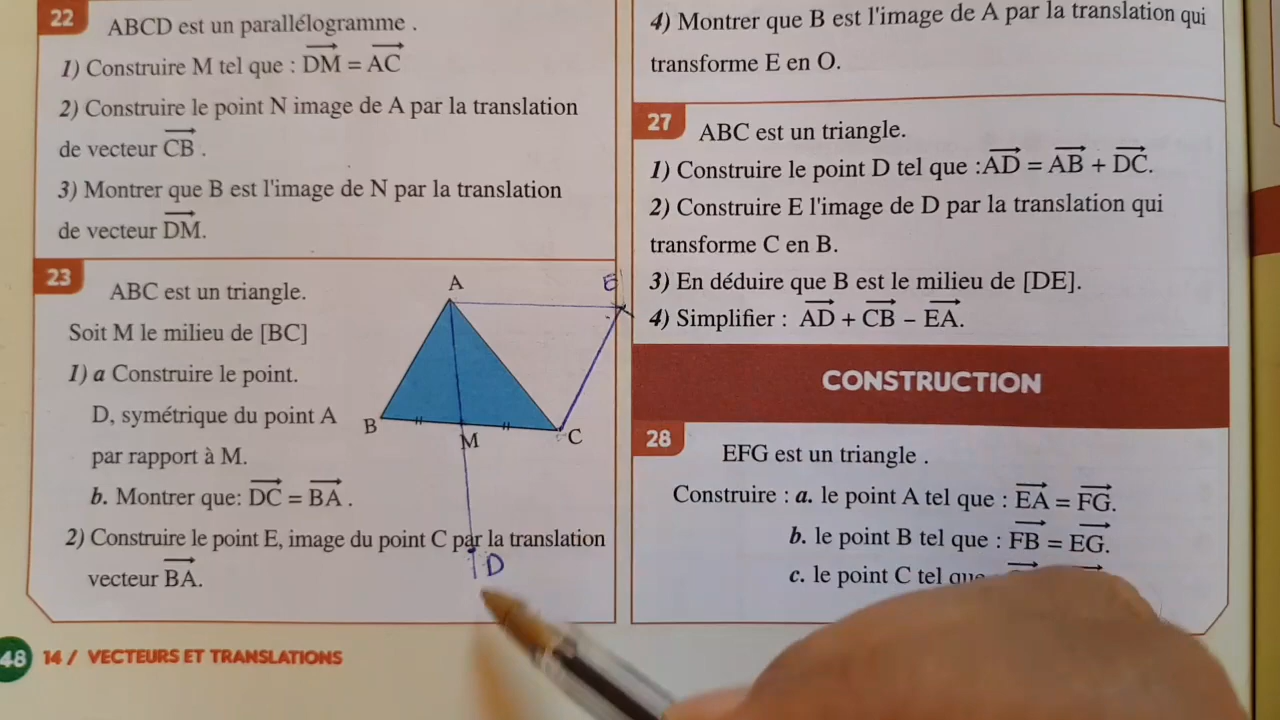 22
ABCD est un parallélogramme .
1) Construire M tel que : DM = AC
2) Construire le point N image de A par la translation
de vecteur CB .
3) Montrer que B est l'image de N par la translation
de vecteur DM.
23
ABC est un triangle.
Soit M le milieu de [BC]
1) a Construire le point.
D, symétrique du point A
par rapport à M.
b. Montrer que: DC = BA .
2) Construire le point E, image du point C par la translation
vecteur BA.
A
E
B
M
C
D
48 14 / VECTEURS ET TRANSLATIONS
4) Montrer que B est l'image de A par la translation qui
transforme E en O.
27
ABC est un triangle.
1) Construire le point D tel que :AD = AB + DC.
2) Construire E l'image de D par la translation qui
transforme C en B.
3) En déduire que B est le milieu de [DE].
4) Simplifier : AD + CB – EA.
CONSTRUCTION
28
EFG est un triangle .
Construire : a. le point A tel que : EA = FG.
b. le point B tel que : FB = EG.
c. le point C tel que